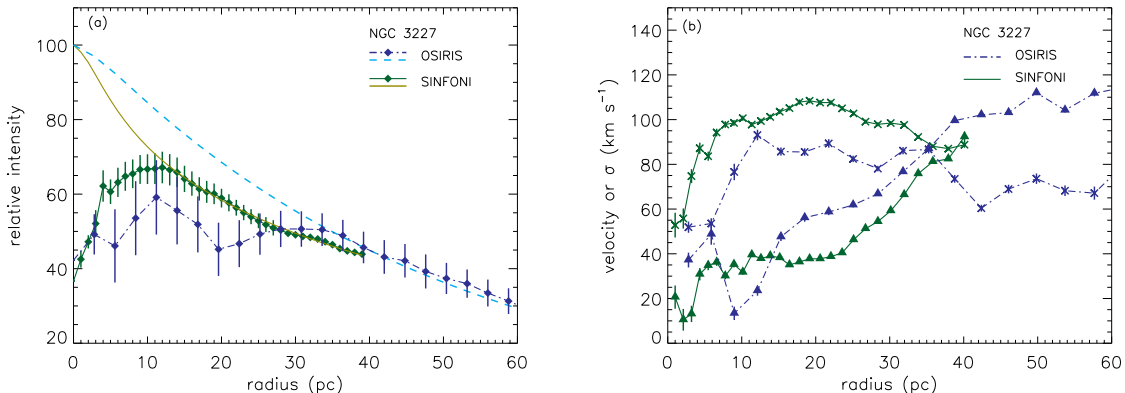 (a)
NGC 3227
OSIRIS
SINFONI
relative intensity
100
80
60
40
20
0 10 20 30 40 50 60
radius (pc)
(b)
NGC 3227
OSIRIS
SINFONI
velocity or σ (km s⁻¹)
140
120
100
80
60
40
20
0
0 10 20 30 40 50 60
radius (pc)